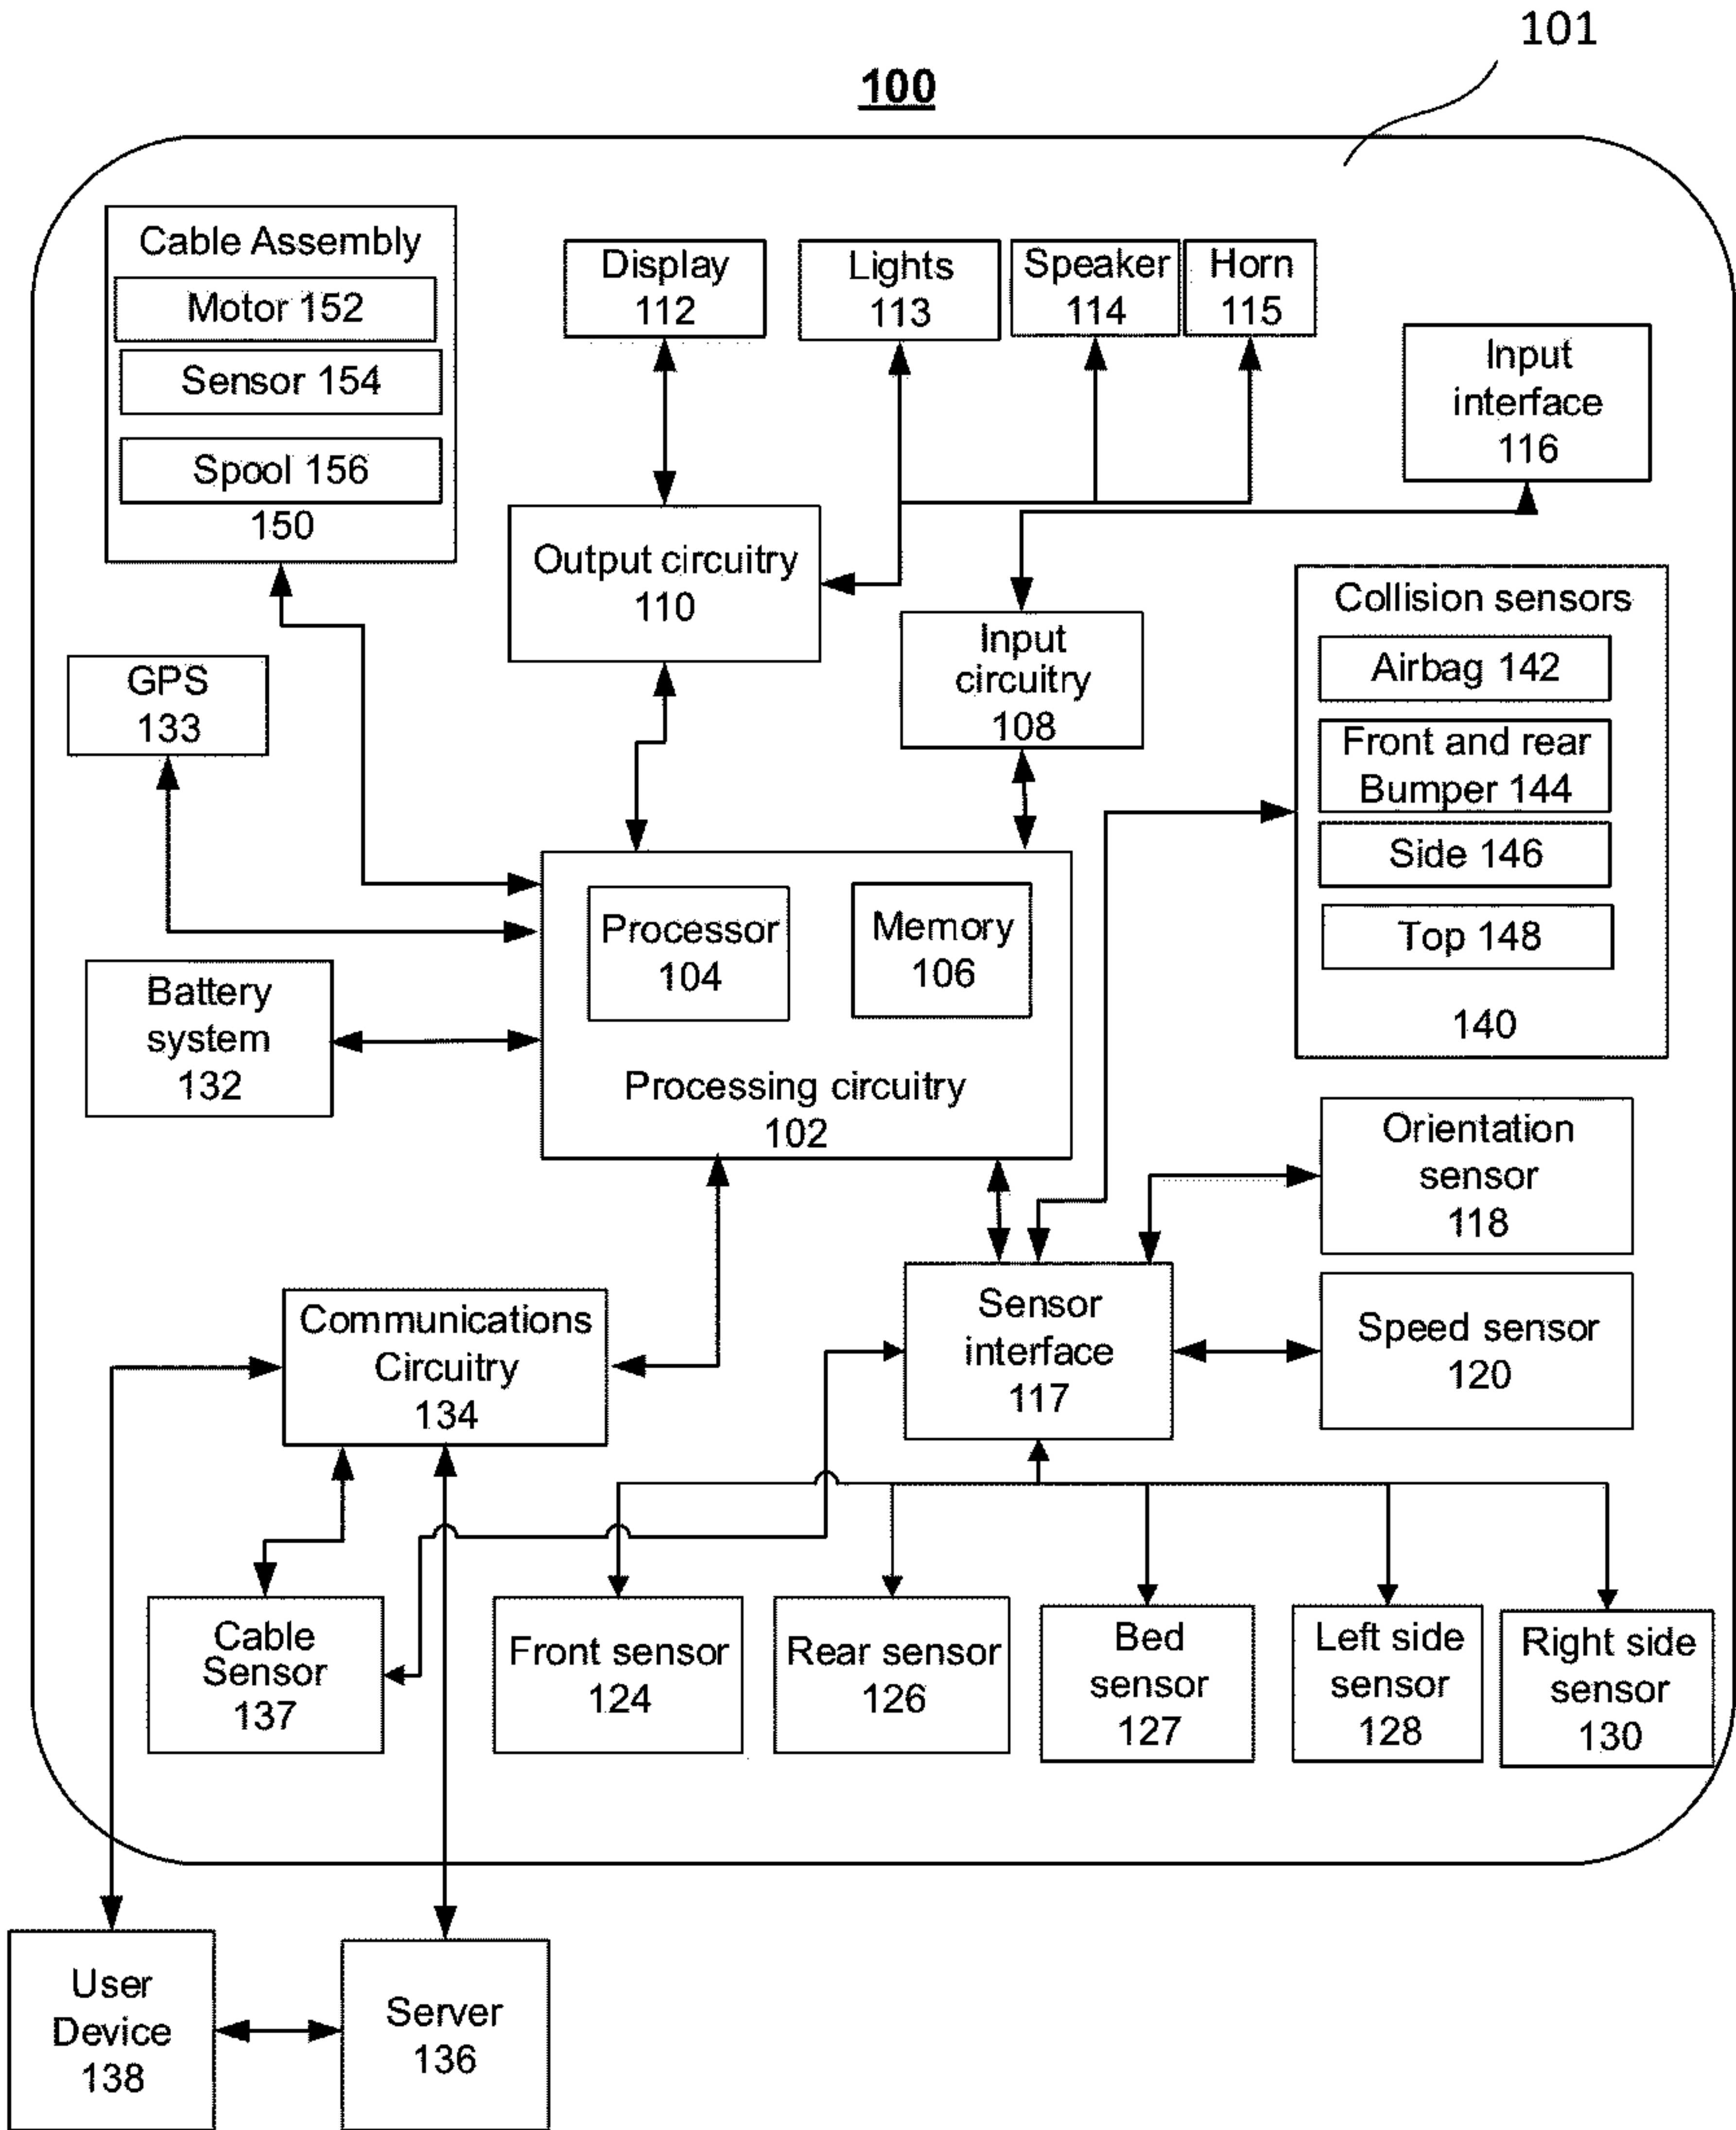 101
100
Cable Assembly
Motor 152
Sensor 154
Spool 156
150
Display
112
Lights
113
Speaker
114
Horn
115
Input
interface
116
Output circuitry
110
Input
circuitry
108
Collision sensors
Airbag 142
Front and rear
Bumper 144
Side 146
Top 148
140
GPS
133
Battery
system
132
Processor
104
Memory
106
Processing circuitry
102
Orientation
sensor
118
Communications
Circuitry
134
Sensor
interface
117
Speed sensor
120
Cable
Sensor
137
Front sensor
124
Rear sensor
126
Bed
sensor
127
Left side
sensor
128
Right side
sensor
130
User
Device
138
Server
136